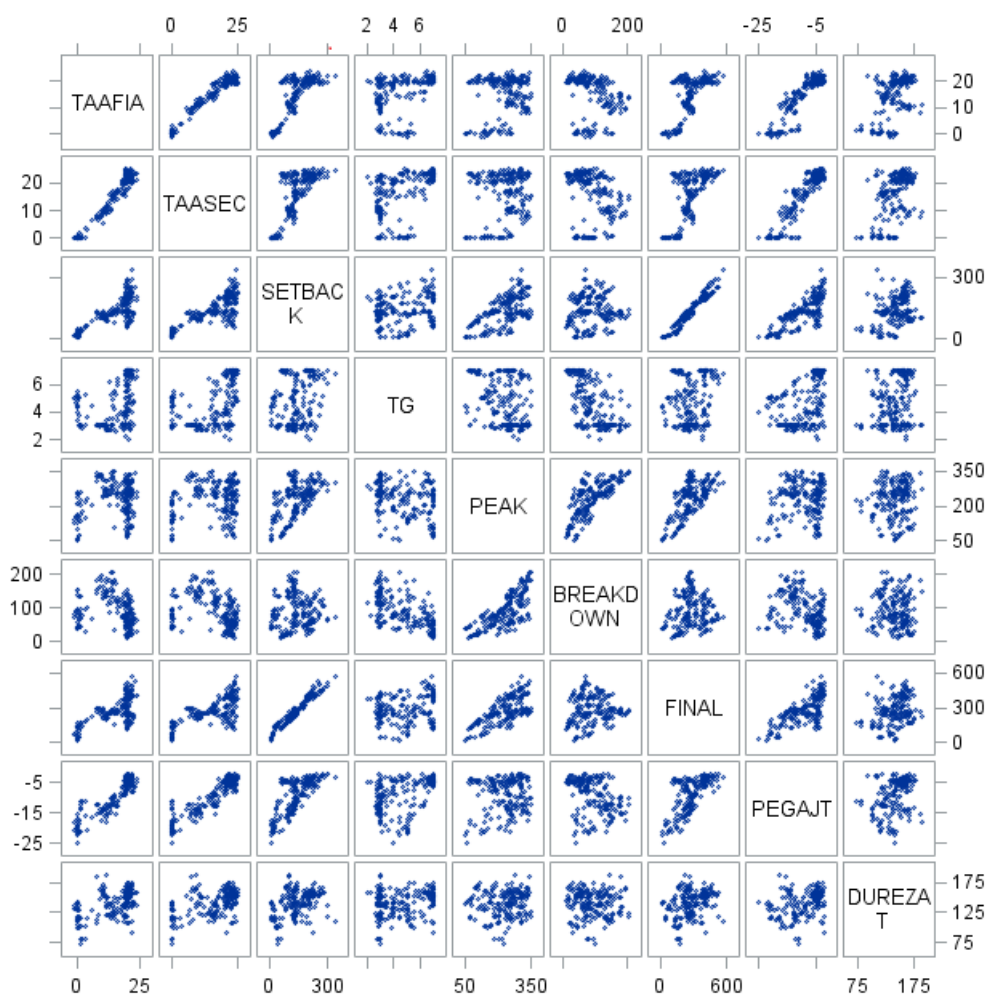 0 25 2 4 6 0 200 -25 -5
TAAFIA 20 10 0
20 10 0 TAASEC
SETBAC
K
300 0
6 4 2 TG
PEAK 350 200 50
200 100 0 BREAKD
OWN
FINAL 600 300 0
-5 -15 -25 PEGAJT
DUREZA
T
175 125 75
0 25 0 300 50 350 0 600 75 175